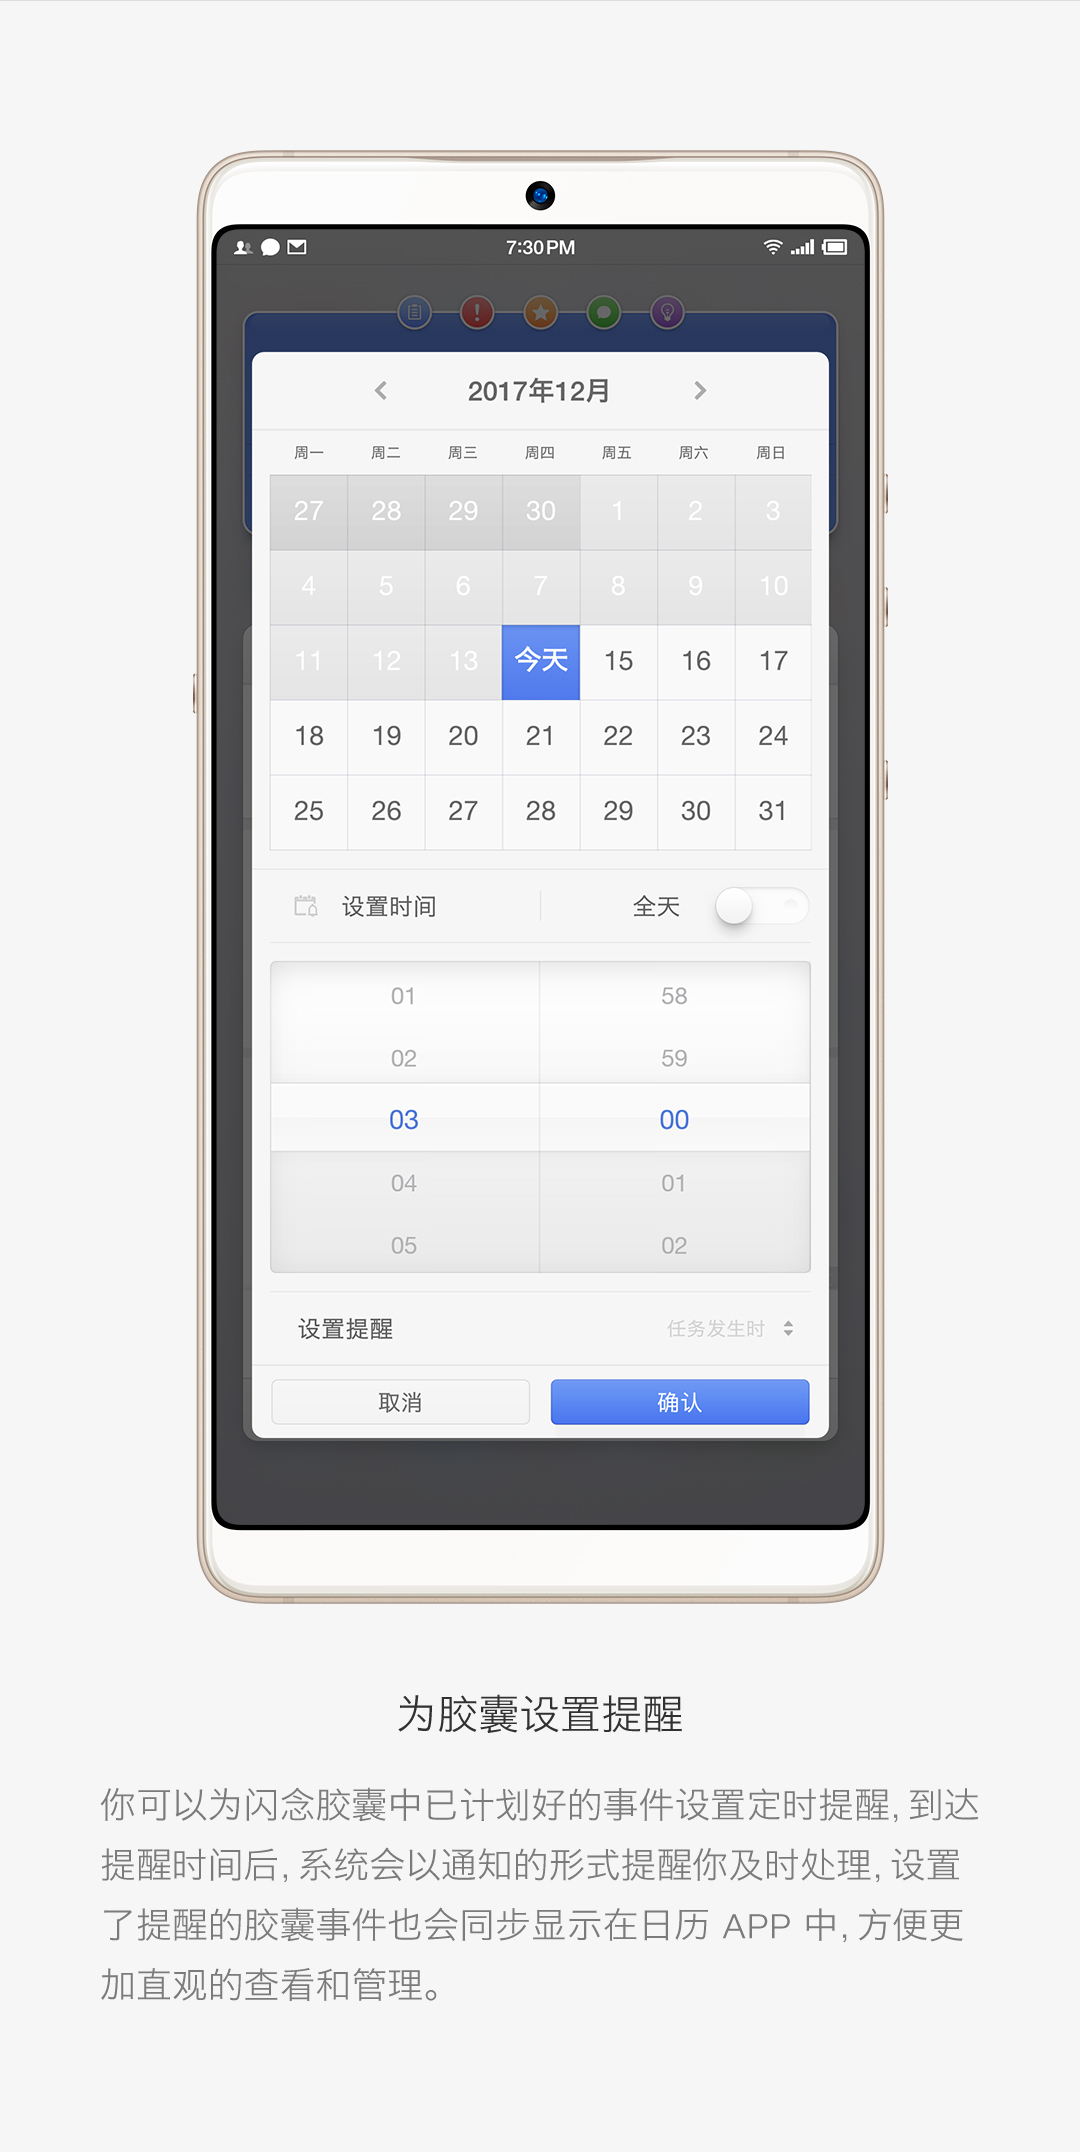 7:30PM
2017年12月
周一 周二 周三 周四 周五 周六 周日
27 28 29 30 1 2 3
4 5 6 7 8 9 10
11 12 13 今天 15 16 17
18 19 20 21 22 23 24
25 26 27 28 29 30 31
设置时间 全天
01 58
02 59
03 00
04 01
05 02
设置提醒 任务发生时
取消 确认
为胶囊设置提醒
你可以为闪念胶囊中已计划好的事件设置定时提醒, 到达
提醒时间后, 系统会以通知的形式提醒你及时处理, 设置
了提醒的胶囊事件也会同步显示在日历 APP 中, 方便更
加直观的查看和管理。